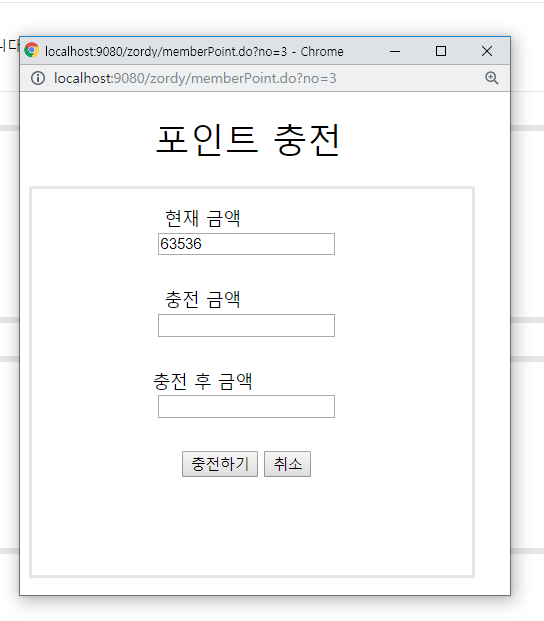 니다
localhost:9080/zordy/memberPoint.do?no=3 - Chrome
localhost:9080/zordy/memberPoint.do?no=3
포인트 충전
현재 금액
63536
충전 금액
충전 후 금액
충전하기 취소